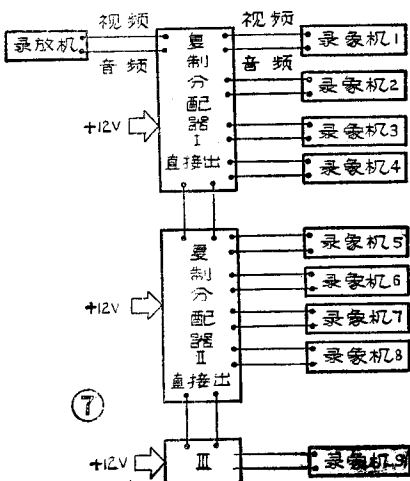 视频 视频
录放机
音频 音频
复制分配器Ⅰ
直接出
+12V
录象机1
录象机2
录象机3
录象机4
复制分配器Ⅱ
直接出
+12V
录象机5
录象机6
录象机7
录象机8
⑦
+12V
Ⅲ
录象机9